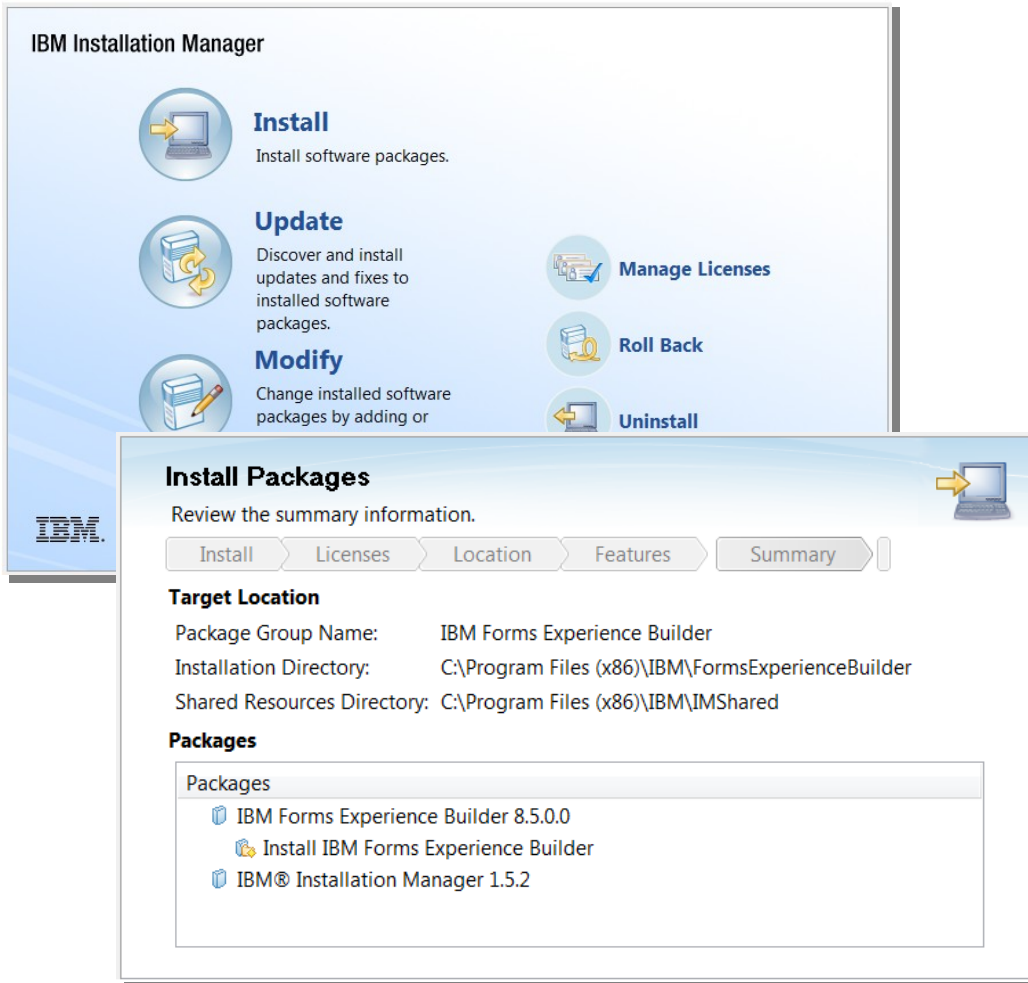 IBM Installation Manager
Install
Install software packages.
Update
Discover and install
updates and fixes to
installed software
packages.
Modify
Change installed software
packages by adding or
Manage Licenses
Roll Back
Uninstall
IBM.
Install Packages
Review the summary information.
Install Licenses Location Features Summary
Target Location
Package Group Name: IBM Forms Experience Builder
Installation Directory: C:\Program Files (x86)\IBM\FormsExperienceBuilder
Shared Resources Directory: C:\Program Files (x86)\IBM\IMShared
Packages
Packages
IBM Forms Experience Builder 8.5.0.0
Install IBM Forms Experience Builder
IBM® Installation Manager 1.5.2